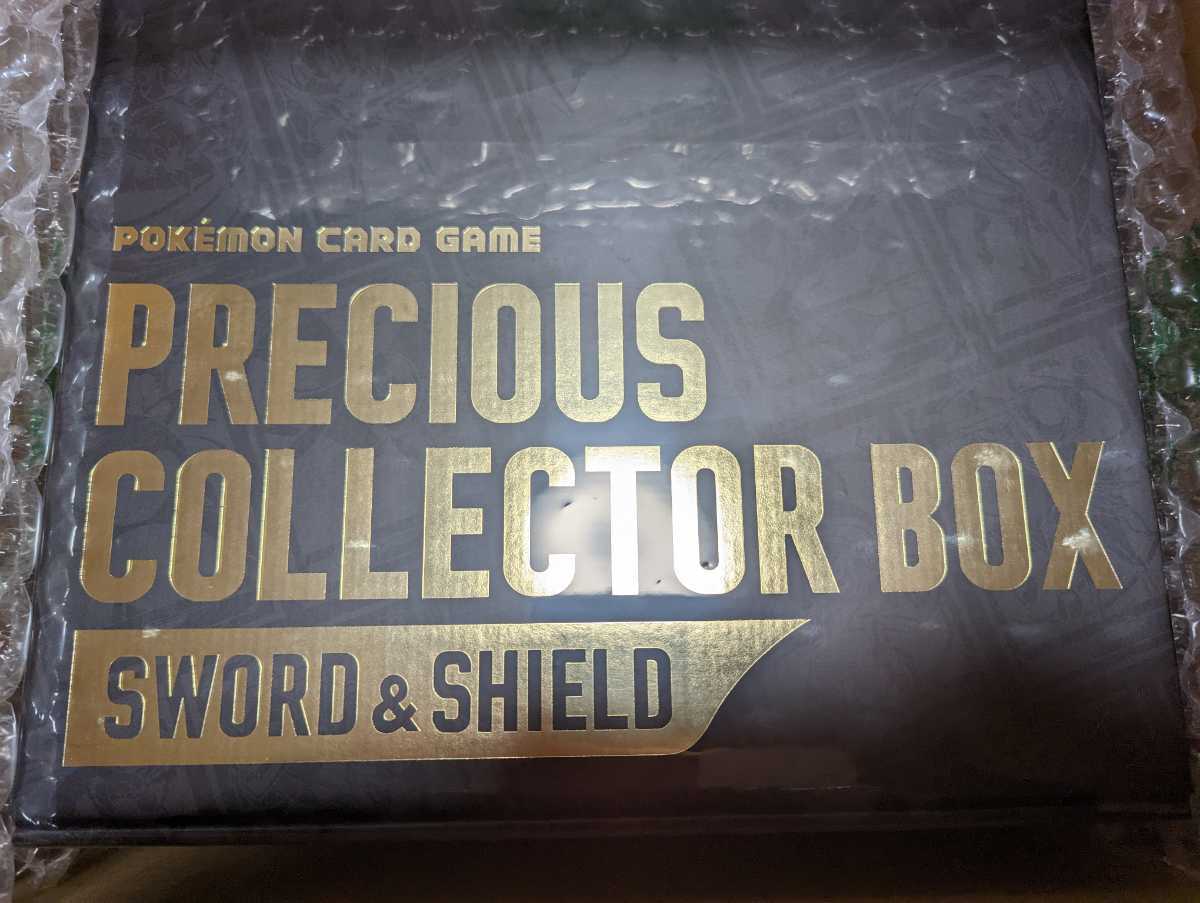 POKÉMON CARD GAME
PRECIOUS
COLLECTOR BOX
SWORD & SHIELD